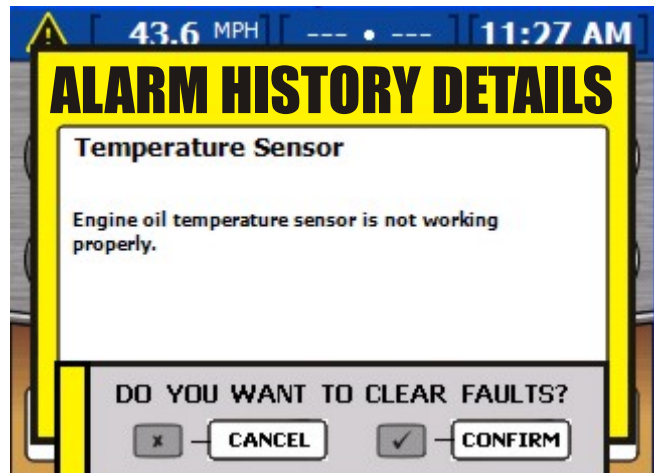 43.6 MPH --- • --- 11:27 AM
ALARM HISTORY DETAILS
Temperature Sensor
Engine oil temperature sensor is not working
properly.
DO YOU WANT TO CLEAR FAULTS?
x CANCEL ✓ CONFIRM